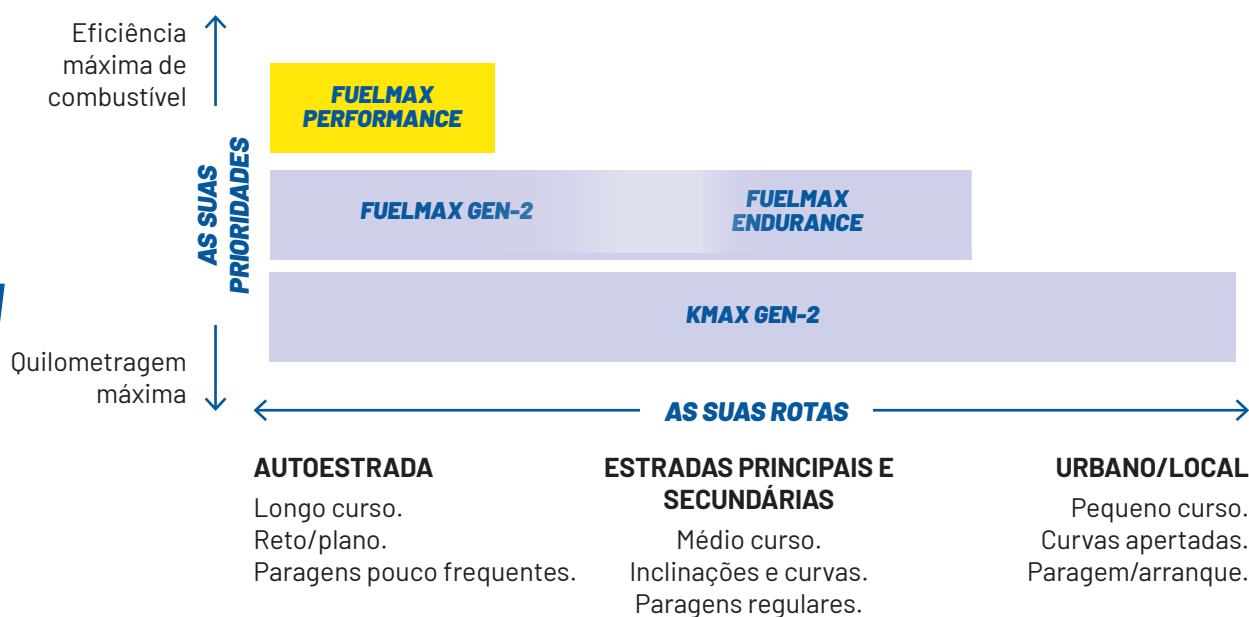 Eficiência
máxima de
combustível
AS SUAS
PRIORIDADES
Quilometragem
máxima
FUELMAX
PERFORMANCE
FUELMAX GEN-2
FUELMAX
ENDURANCE
KMAX GEN-2
AS SUAS ROTAS
AUTOESTRADA
Longo curso.
Reto/plano.
Paragens pouco frequentes.
ESTRADAS PRINCIPAIS E
SECUNDÁRIAS
Médio curso.
Inclinações e curvas.
Paragens regulares.
URBANO/LOCAL
Pequeno curso.
Curvas apertadas.
Paragem/arranque.